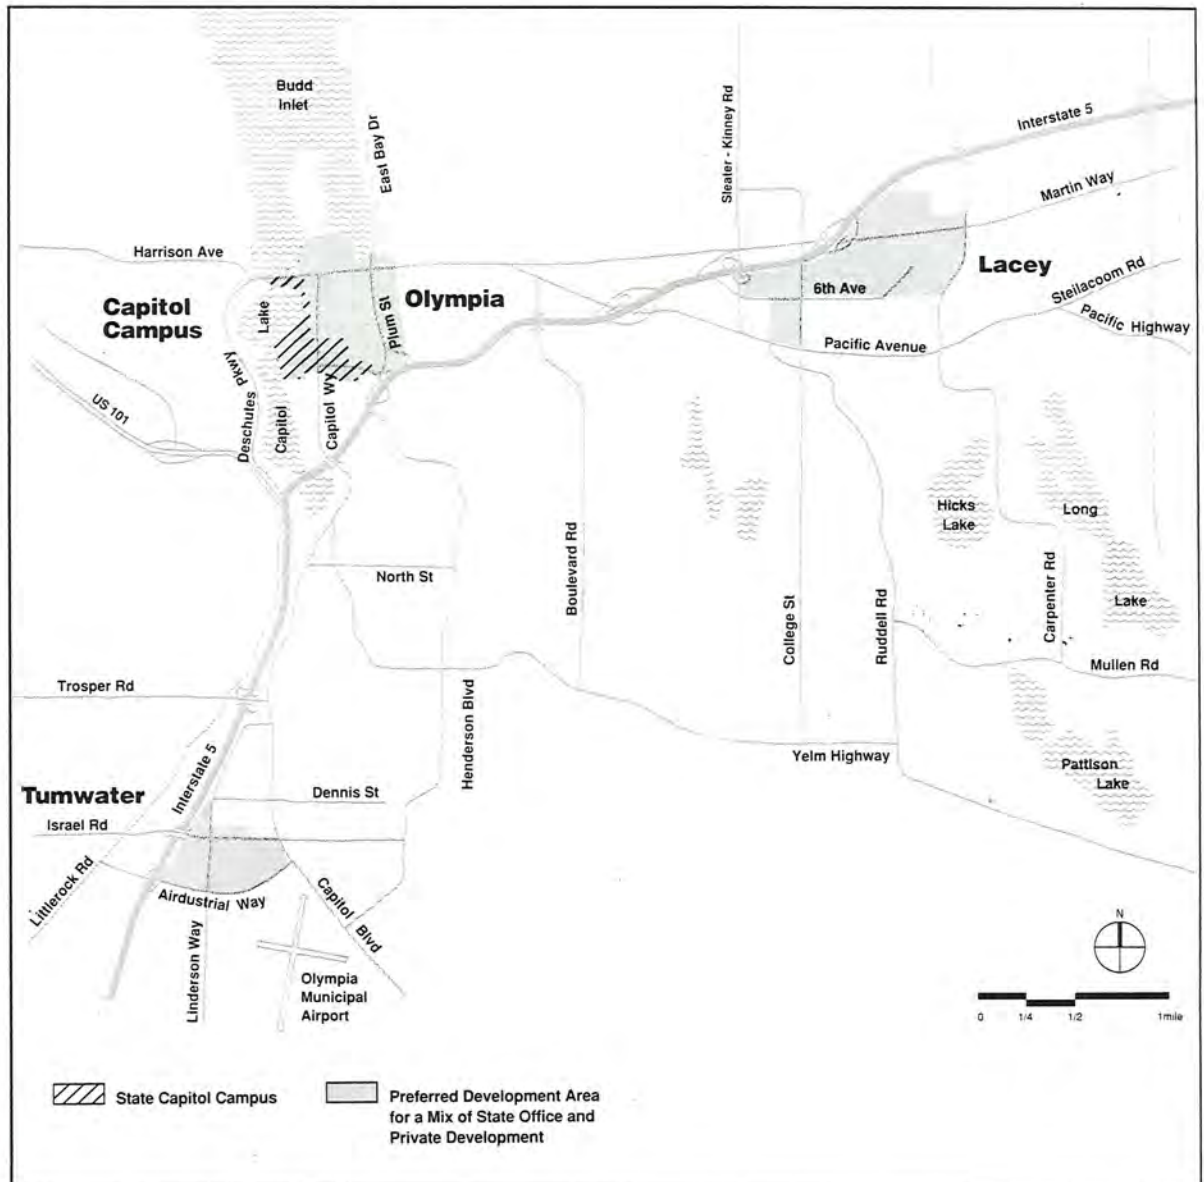 Budd
Inlet
East Bay Dr
Sleater - Kinney Rd
Interstate 5
Martin Way
Harrison Ave
Capitol
Campus
Lake
Olympia
Plum St
Lacey
6th Ave
Steilacoom Rd
Pacific Highway
Pacific Avenue
US 101
Deschutes Pkwy
Capitol
Capitol Wy
Hicks
Lake
Long
Lake
North St
Boulevard Rd
College St
Ruddell Rd
Carpenter Rd
Mullen Rd
Trosper Rd
Henderson Blvd
Yelm Highway
Pattison
Lake
Interstate 5
Tumwater
Dennis St
Israel Rd
Littlerock Rd
Airdustrial Way
Capitol Blvd
Linderson Way
Olympia
Municipal
Airport
N
0 1/4 1/2 1mile
State Capitol Campus
Preferred Development Area
for a Mix of State Office and
Private Development